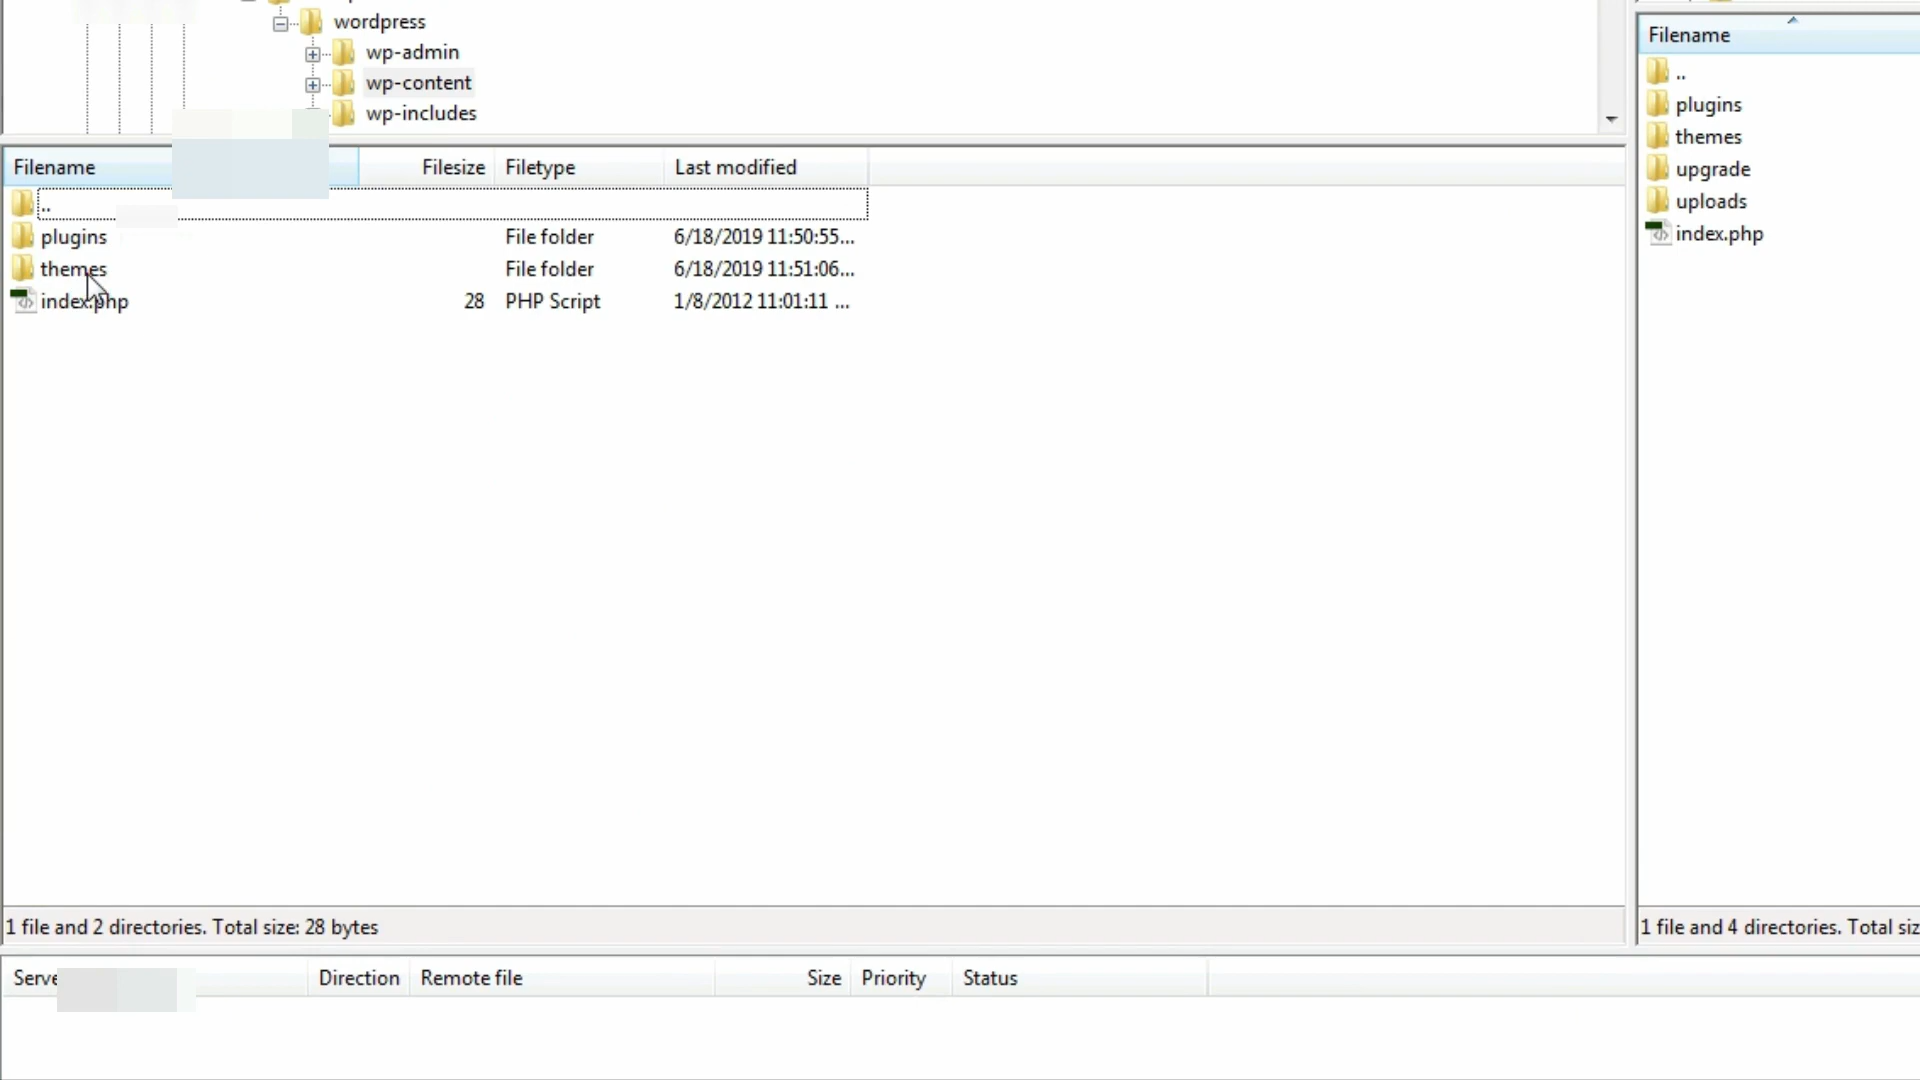 wordpress
wp-admin
wp-content
wp-includes
Filename Filesize Filetype Last modified
..
plugins File folder 6/18/2019 11:50:55...
themes File folder 6/18/2019 11:51:06...
index.php 28 PHP Script 1/8/2012 11:01:11 ...
1 file and 2 directories. Total size: 28 bytes
Filename
..
plugins
themes
upgrade
uploads
index.php
1 file and 4 directories. Total siz
Serve Direction Remote file Size Priority Status